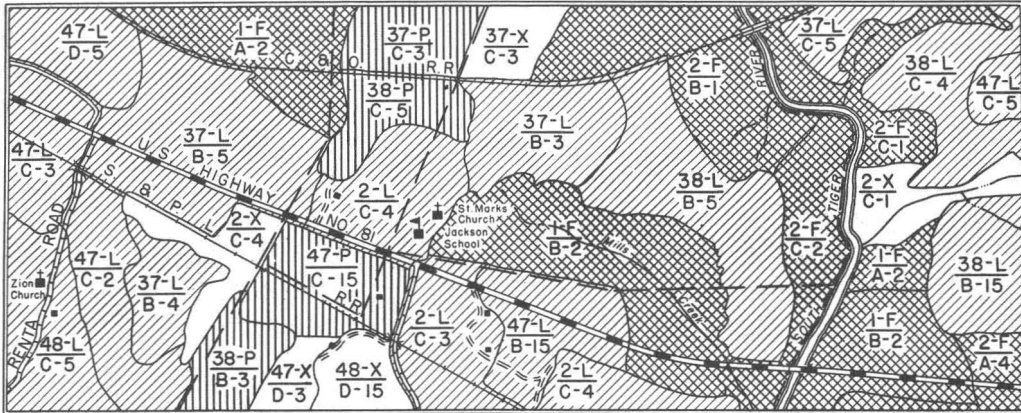 47-L
D-5
1-F
A-2
37-P
C-3
37-X
C-3
C. & O. R.R
38-P
C-5
2-F
B-1
RIVER
37-L
C-5
38-L
C-4
47-L
C-5
37-L
B-3
2-F
C-1
47-L
C-3
37-L
B-5
U.S. HIGHWAY NO. 81
S. & P. L. R.R.
2-X
C-4
2-L
C-4
St. Marks
Church
Jackson
School
1-F
B-2
Mills
38-L
B-5
2-F
C-2
TIGER
2-X
C-1
ROAD
Zion
Church
47-L
C-2
37-L
B-4
47-P
C-15
1-F
A-2
38-L
B-15
RENTA
48-L
C-5
38-P
B-3
47-X
D-3
48-X
D-15
2-L
C-3
47-L
B-15
2-L
C-4
1-F
B-2
2-F
A-4